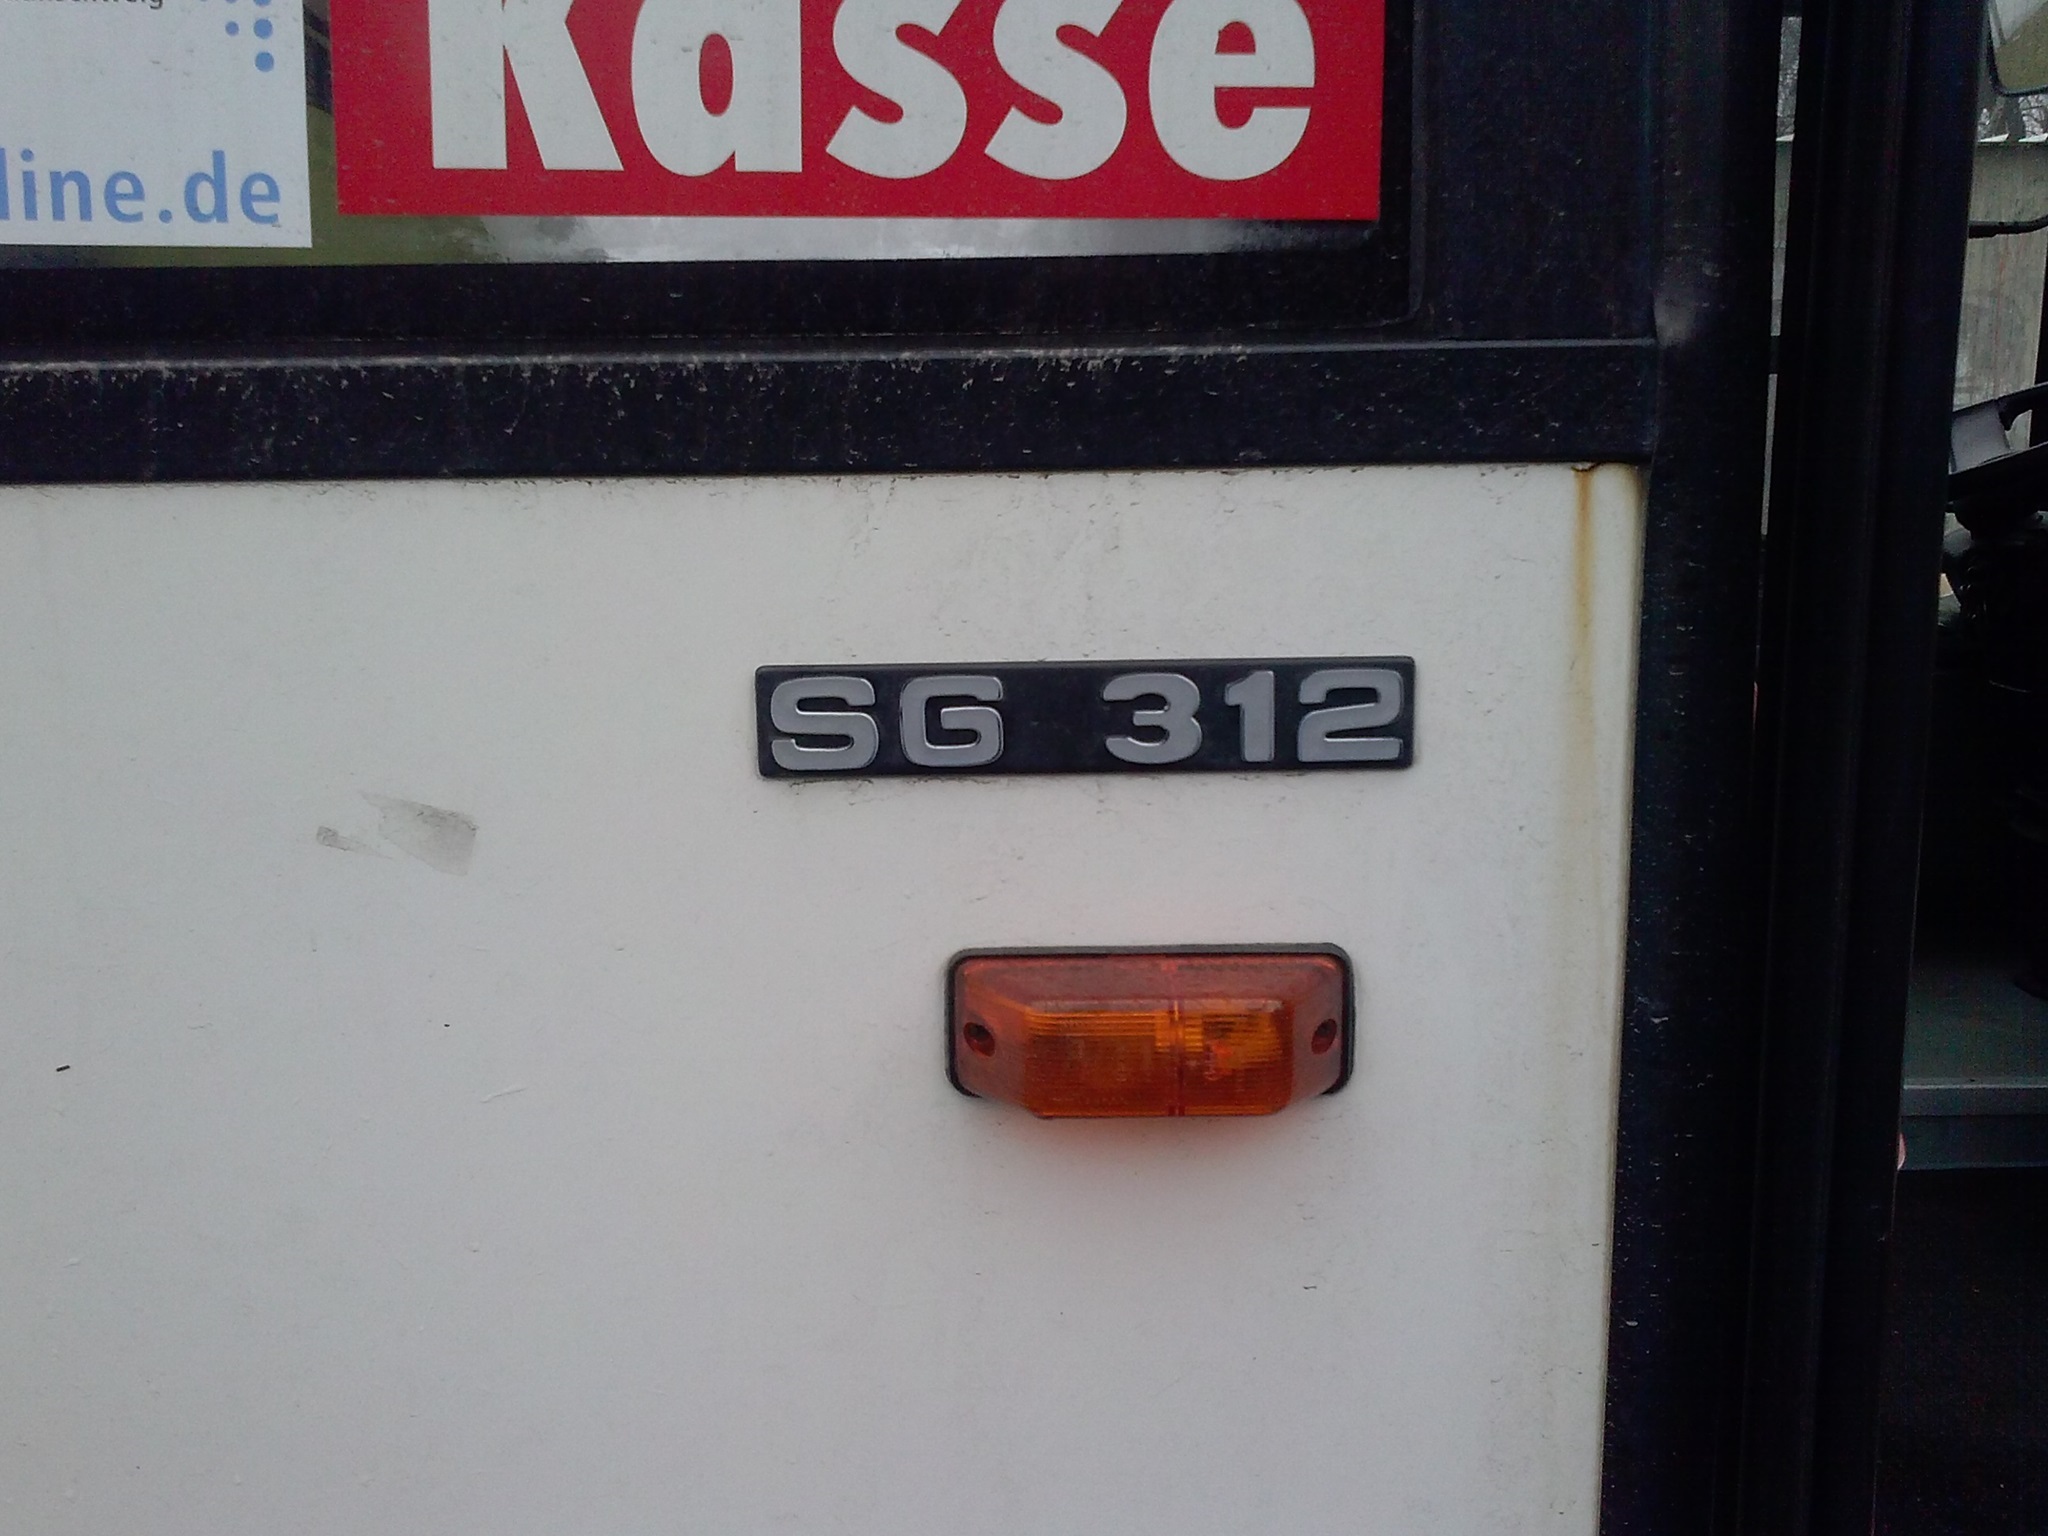 Kasse
line.de
SG 312